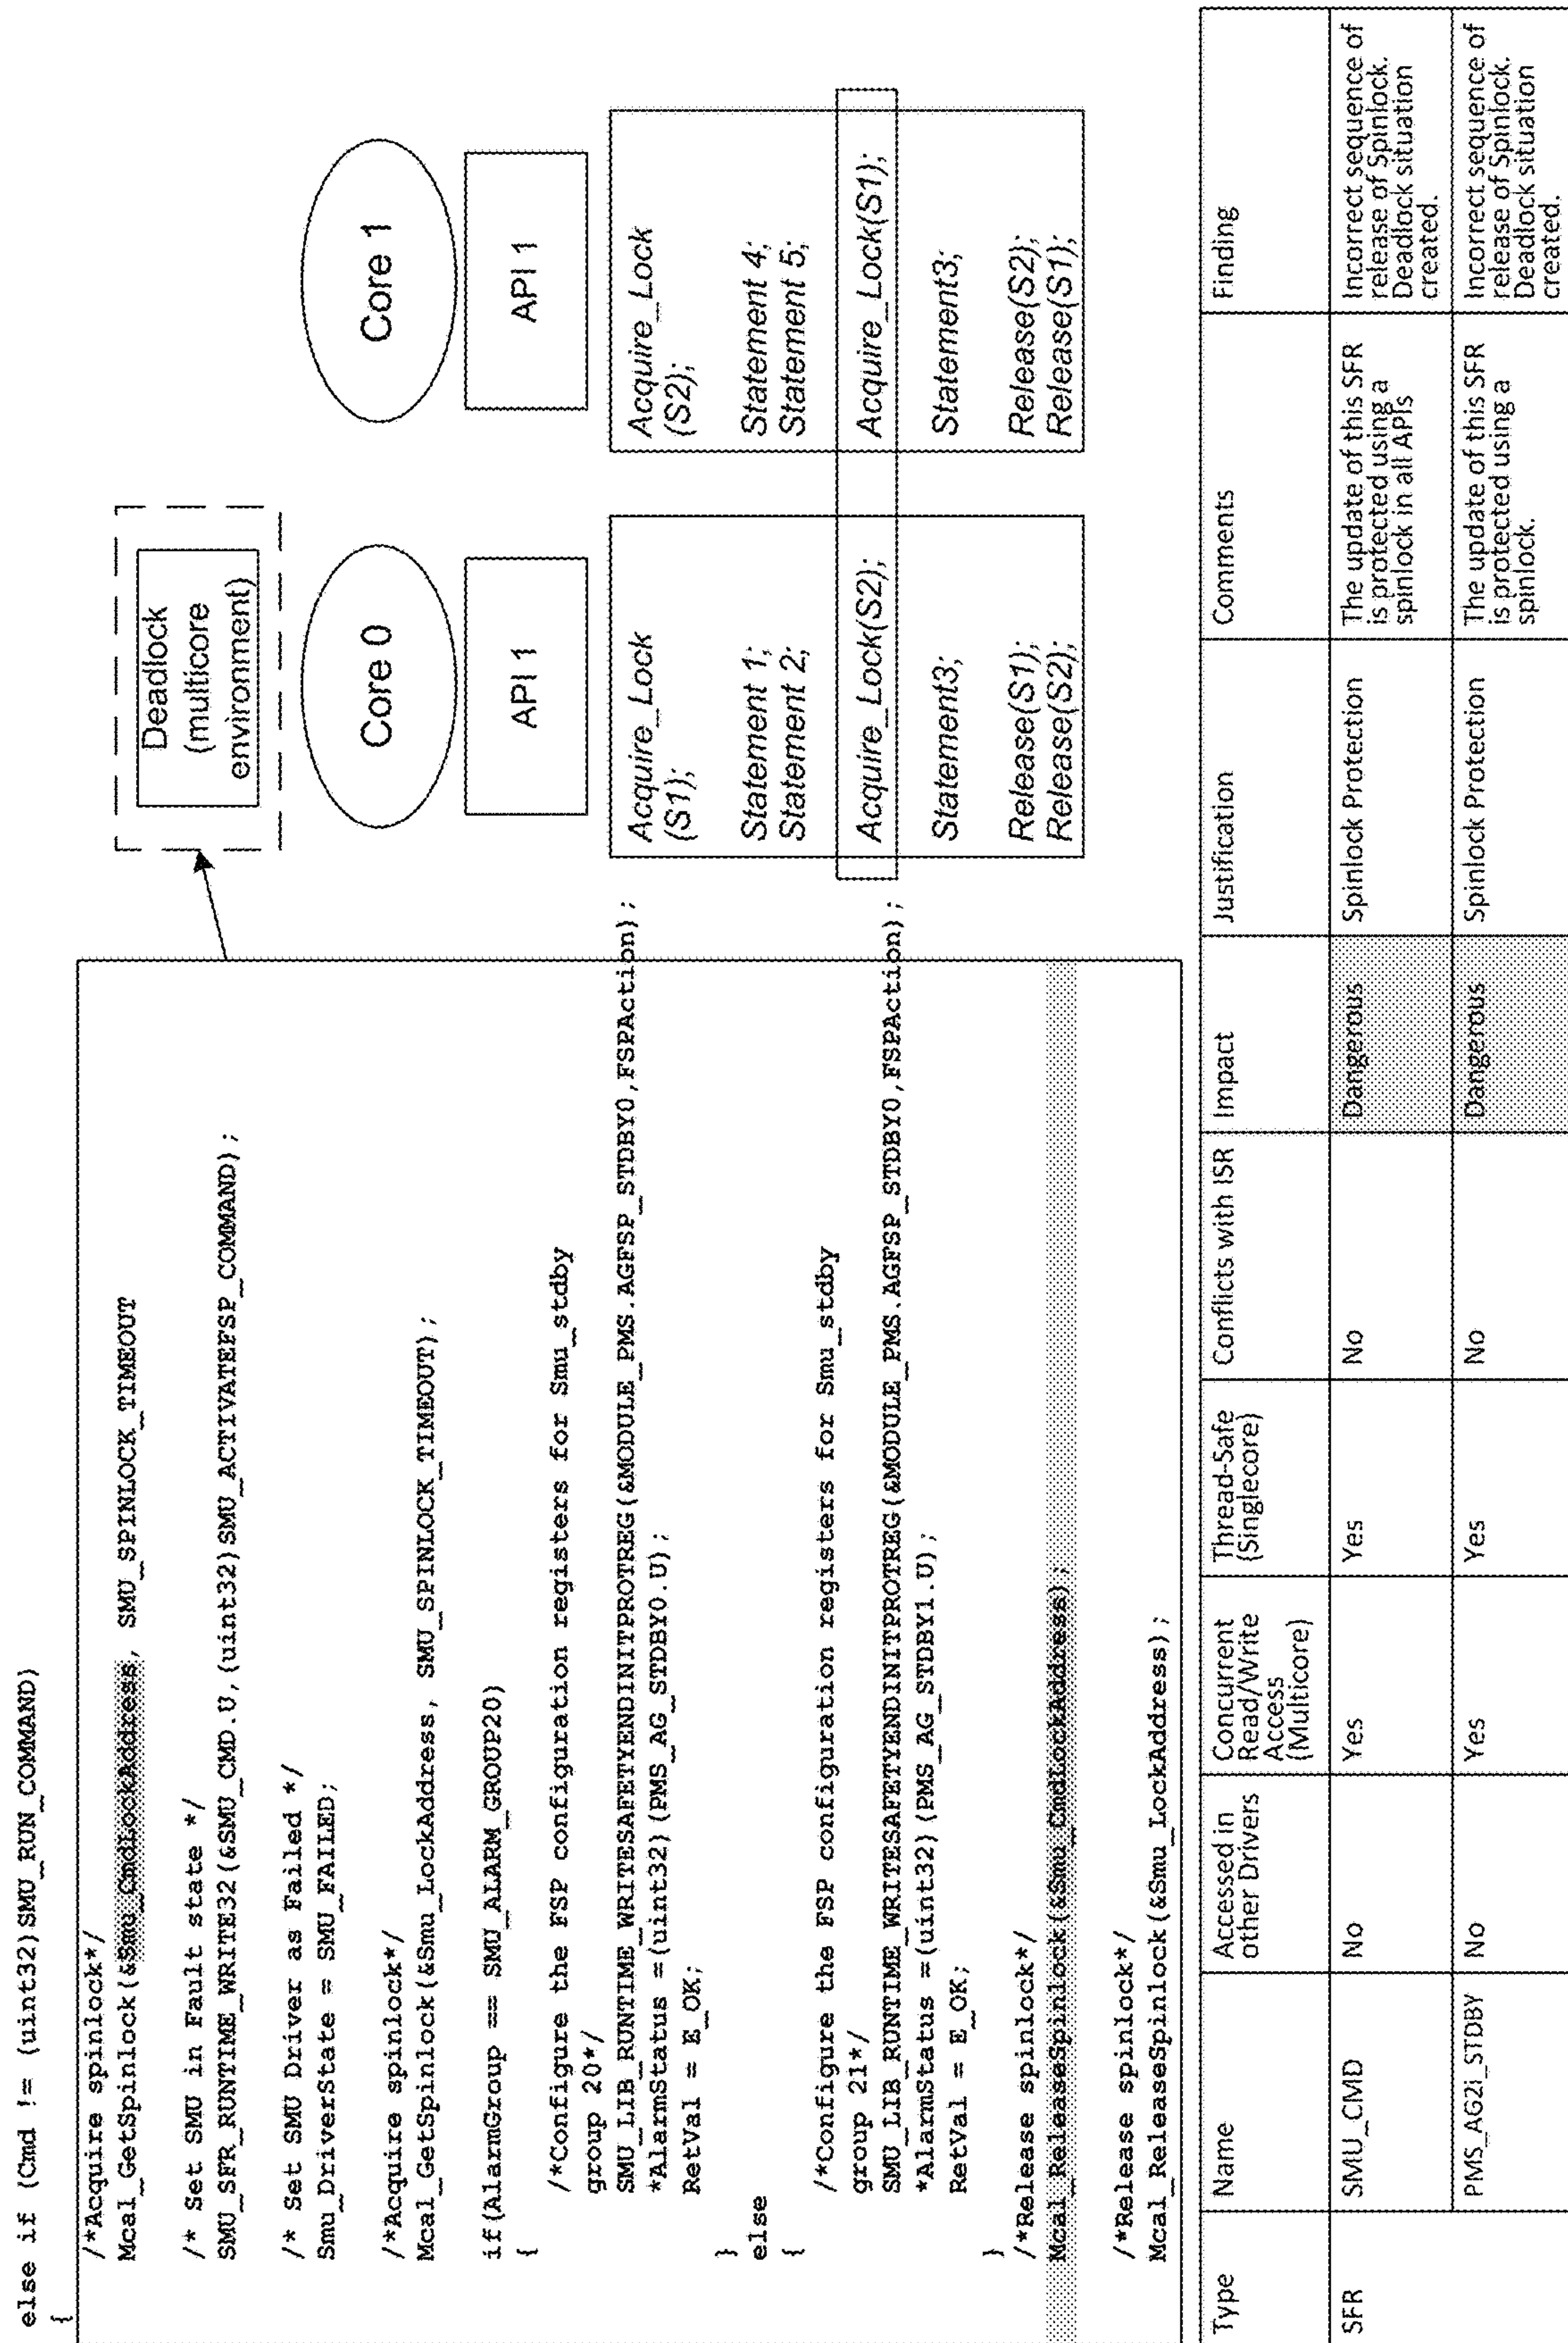 else if (Cmd != (uint32)SMU_RUN_COMMAND)
{
/*Acquire spinlock*/
Mcal_GetSpinlock(&Smu_CmdLockAddress, SMU_SPINLOCK_TIMEOUT
/* Set SMU in Fault state */
SMU_SFR_RUNTIME_WRITE32(&SMU_CMD.U,(uint32)SMU_ACTIVATEFSP_COMMAND);
/* Set SMU Driver as Failed */
Smu_DriverState = SMU_FAILED;
/*Acquire spinlock*/
Mcal_GetSpinlock(&Smu_LockAddress, SMU_SPINLOCK_TIMEOUT);
if(AlarmGroup == SMU_ALARM_GROUP20)
{
/*Configure the FSP configuration registers for Smu_stdby
group 20*/
SMU_LIB_RUNTIME_WRITESAFETYENDINITPROTREG(&MODULE_PMS.AGFSP_STDBY0,FSPAction);
*AlarmStatus =(uint32)(PMS_AG_STDBY0.U);
RetVal = E_OK;
}
else
{
/*Configure the FSP configuration registers for Smu_stdby
group 21*/
SMU_LIB_RUNTIME_WRITESAFETYENDINITPROTREG(&MODULE_PMS.AGFSP_STDBY0,FSPAction);
*AlarmStatus =(uint32)(PMS_AG_STDBY1.U);
RetVal = E_OK;
}
/*Release spinlock*/
Mcal_ReleaseSpinlock(&Smu_CmdLockAddress);
/*Release spinlock*/
Mcal_ReleaseSpinlock(&Smu_LockAddress);
Deadlock
(multicore
environment)
Core 0
API 1
Acquire_Lock
(S1);
Statement 1;
Statement 2;
Acquire_Lock(S2);
Statement3;
Release(S1);
Release(S2);
Core 1
API 1
Acquire_Lock
(S2);
Statement 4;
Statement 5;
Acquire_Lock(S1);
Statement3;
Release(S2);
Release(S1);
Type
Name
Accessed in
other Drivers
Concurrent
Read/Write
Access
(Multicore)
Thread-Safe
(Singlecore)
Conflicts with ISR
Impact
Justification
Comments
Finding
SFR
SMU_CMD
No
Yes
Yes
No
Dangerous
Spinlock Protection
The update of this SFR
is protected using a
spinlock in all APIs
Incorrect sequence of
release of Spinlock.
Deadlock situation
created.
PMS_AG2i_STDBY
No
Yes
Yes
No
Dangerous
Spinlock Protection
The update of this SFR
is protected using a
spinlock.
Incorrect sequence of
release of Spinlock.
Deadlock situation
created.